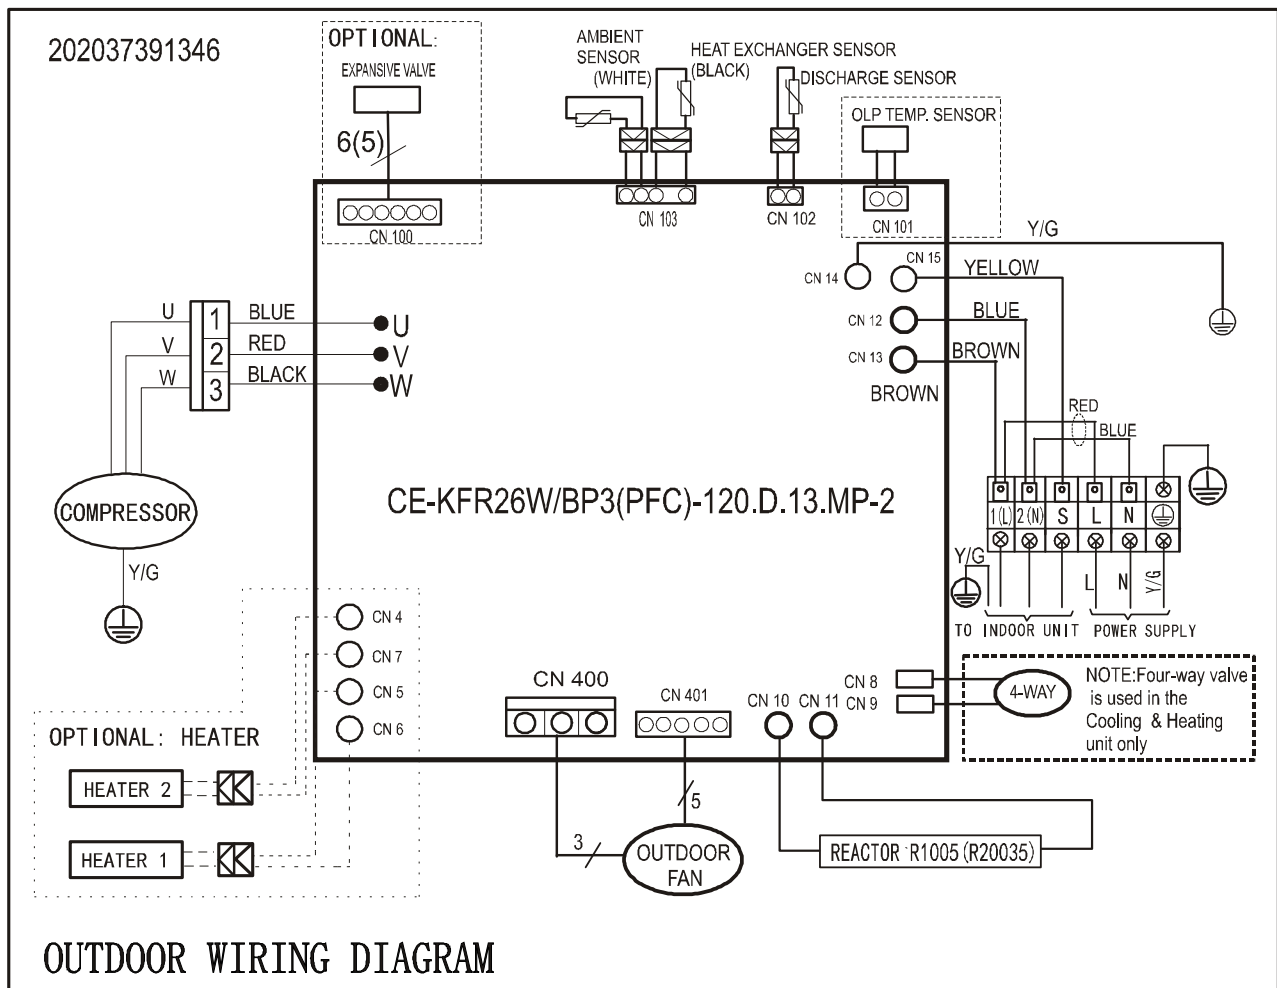 202037391346
OPTIONAL:
EXPANSIVE VALVE
6(5)
CN 100
AMBIENT
SENSOR
(WHITE)
HEAT EXCHANGER SENSOR
(BLACK)
DISCHARGE SENSOR
OLP TEMP. SENSOR
CN 103
CN 102
CN 101
Y/G
CN 14
CN 15
YELLOW
CN 12
BLUE
CN 13
BROWN
BROWN
U
1
BLUE
U
V
2
RED
V
W
3
BLACK
W
RED
BLUE
CE-KFR26W/BP3(PFC)-120.D.13.MP-2
COMPRESSOR
Y/G
1(L)
2(N)
S
L
N
Y/G
L
N
Y/G
TO INDOOR UNIT
POWER SUPPLY
CN 4
CN 7
CN 5
CN 6
OPTIONAL: HEATER
HEATER 2
HEATER 1
CN 400
CN 401
CN 10
CN 11
CN 8
CN 9
4-WAY
NOTE:Four-way valve
is used in the
Cooling & Heating
unit only
3
5
OUTDOOR
FAN
REACTOR R1005(R20035)
OUTDOOR WIRING DIAGRAM